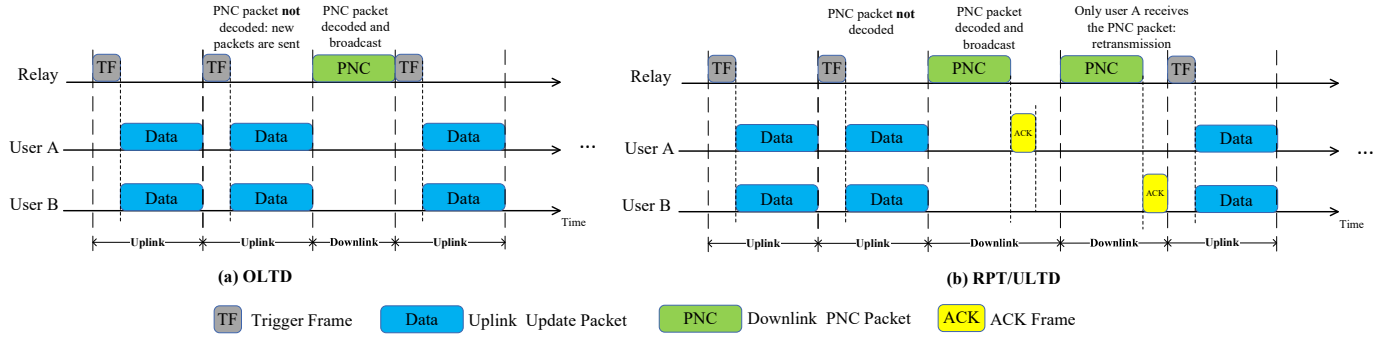 PNC packet not
decoded: new
packets are sent
PNC packet
decoded and
broadcast
Relay
TF
TF
PNC
TF
User A
Data
Data
Data
...
User B
Data
Data
Data
Time
Uplink
Uplink
Downlink
Uplink
(a) OLTD
PNC packet not
decoded
PNC packet
decoded and
broadcast
Only user A receives
the PNC packet:
retransmission
Relay
TF
TF
PNC
PNC
TF
User A
Data
Data
ACK
Data
...
User B
Data
Data
ACK
Data
Time
Uplink
Uplink
Downlink
Downlink
Uplink
(b) RPT/ULTD
TF Trigger Frame
Data Uplink Update Packet
PNC Downlink PNC Packet
ACK ACK Frame